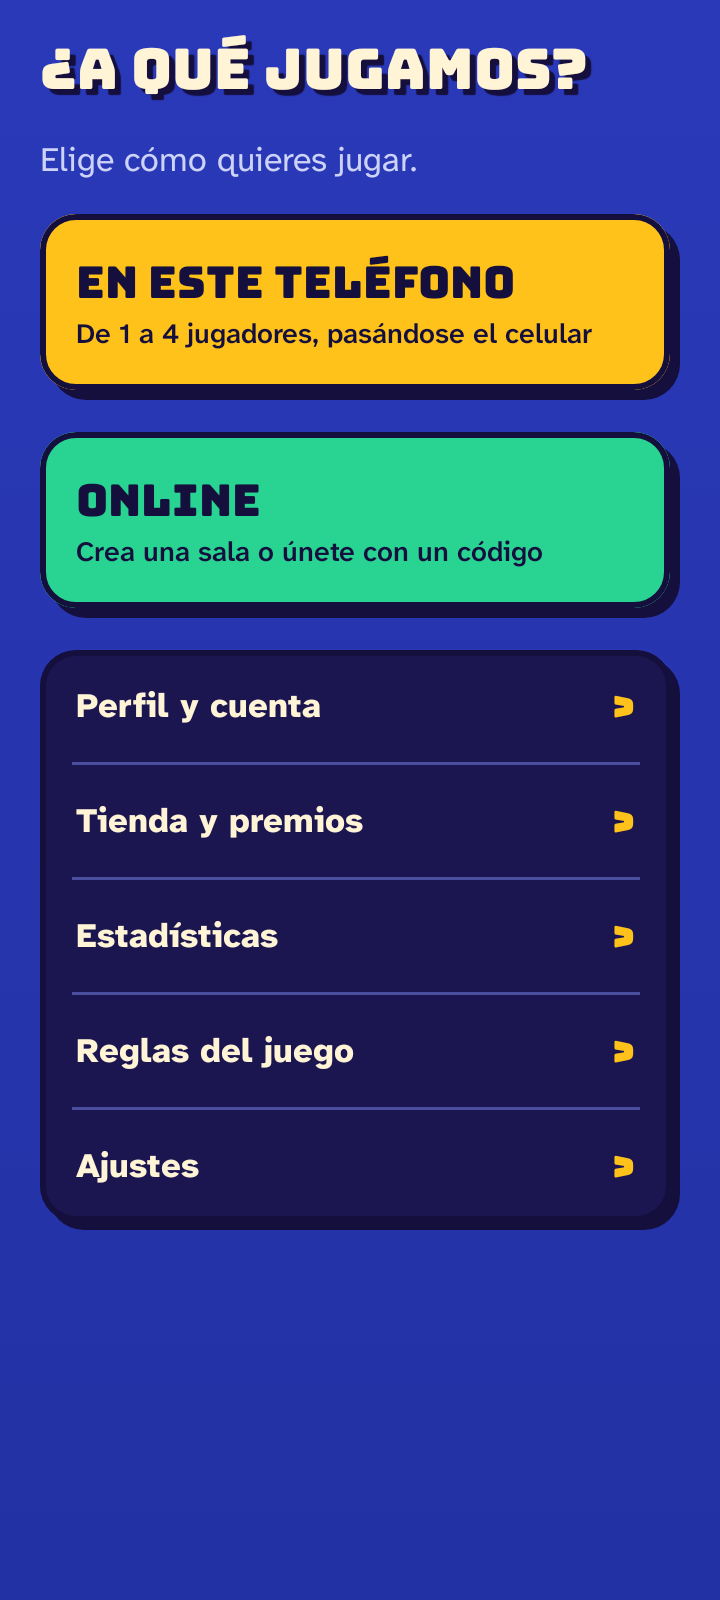 ¿A QUÉ JUGAMOS?
Elige cómo quieres jugar.
EN ESTE TELÉFONO
De 1 a 4 jugadores, pasándose el celular
ONLINE
Crea una sala o únete con un código
Perfil y cuenta >
Tienda y premios >
Estadísticas >
Reglas del juego >
Ajustes >